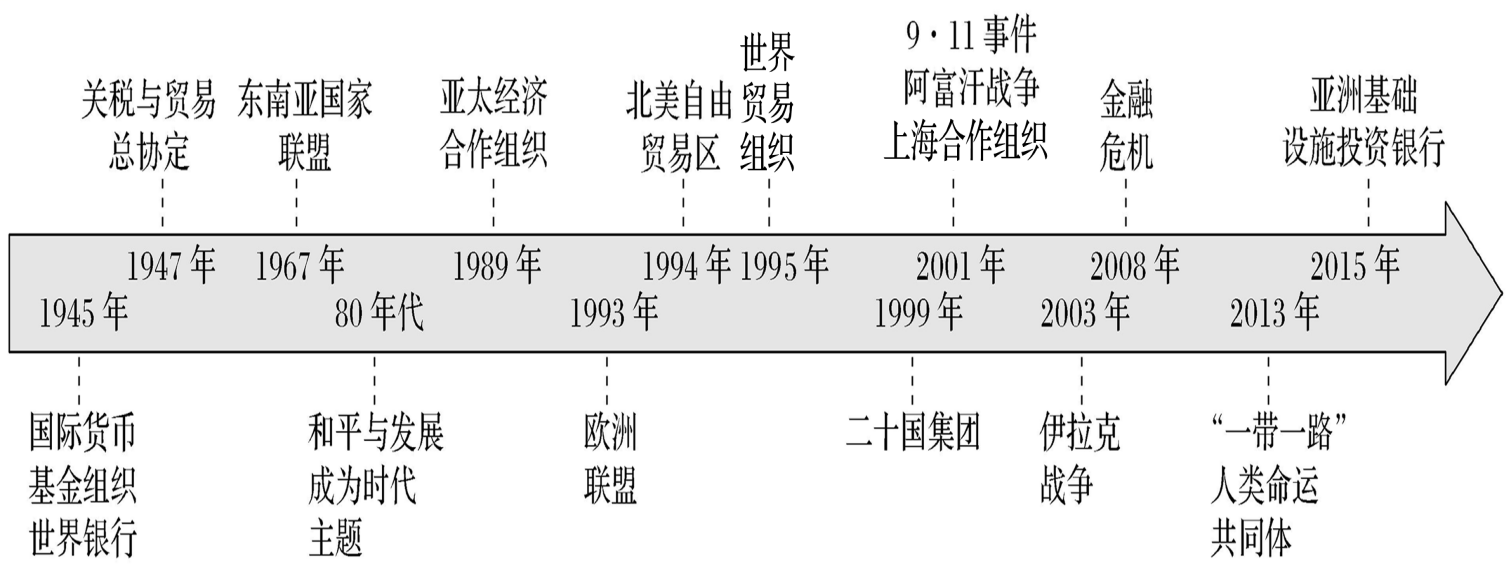 关税与贸易
总协定
东南亚国家
联盟
亚太经济
合作组织
北美自由
贸易区
世界
贸易
组织
9·11事件
阿富汗战争
上海合作组织
金融
危机
亚洲基础
设施投资银行
1947年
1967年
1989年
1994年
1995年
2001年
2008年
2015年
1945年
80年代
1993年
1999年
2003年
2013年
国际货币
基金组织
世界银行
和平与发展
成为时代
主题
欧洲
联盟
二十国集团
伊拉克
战争
“一带一路”
人类命运
共同体